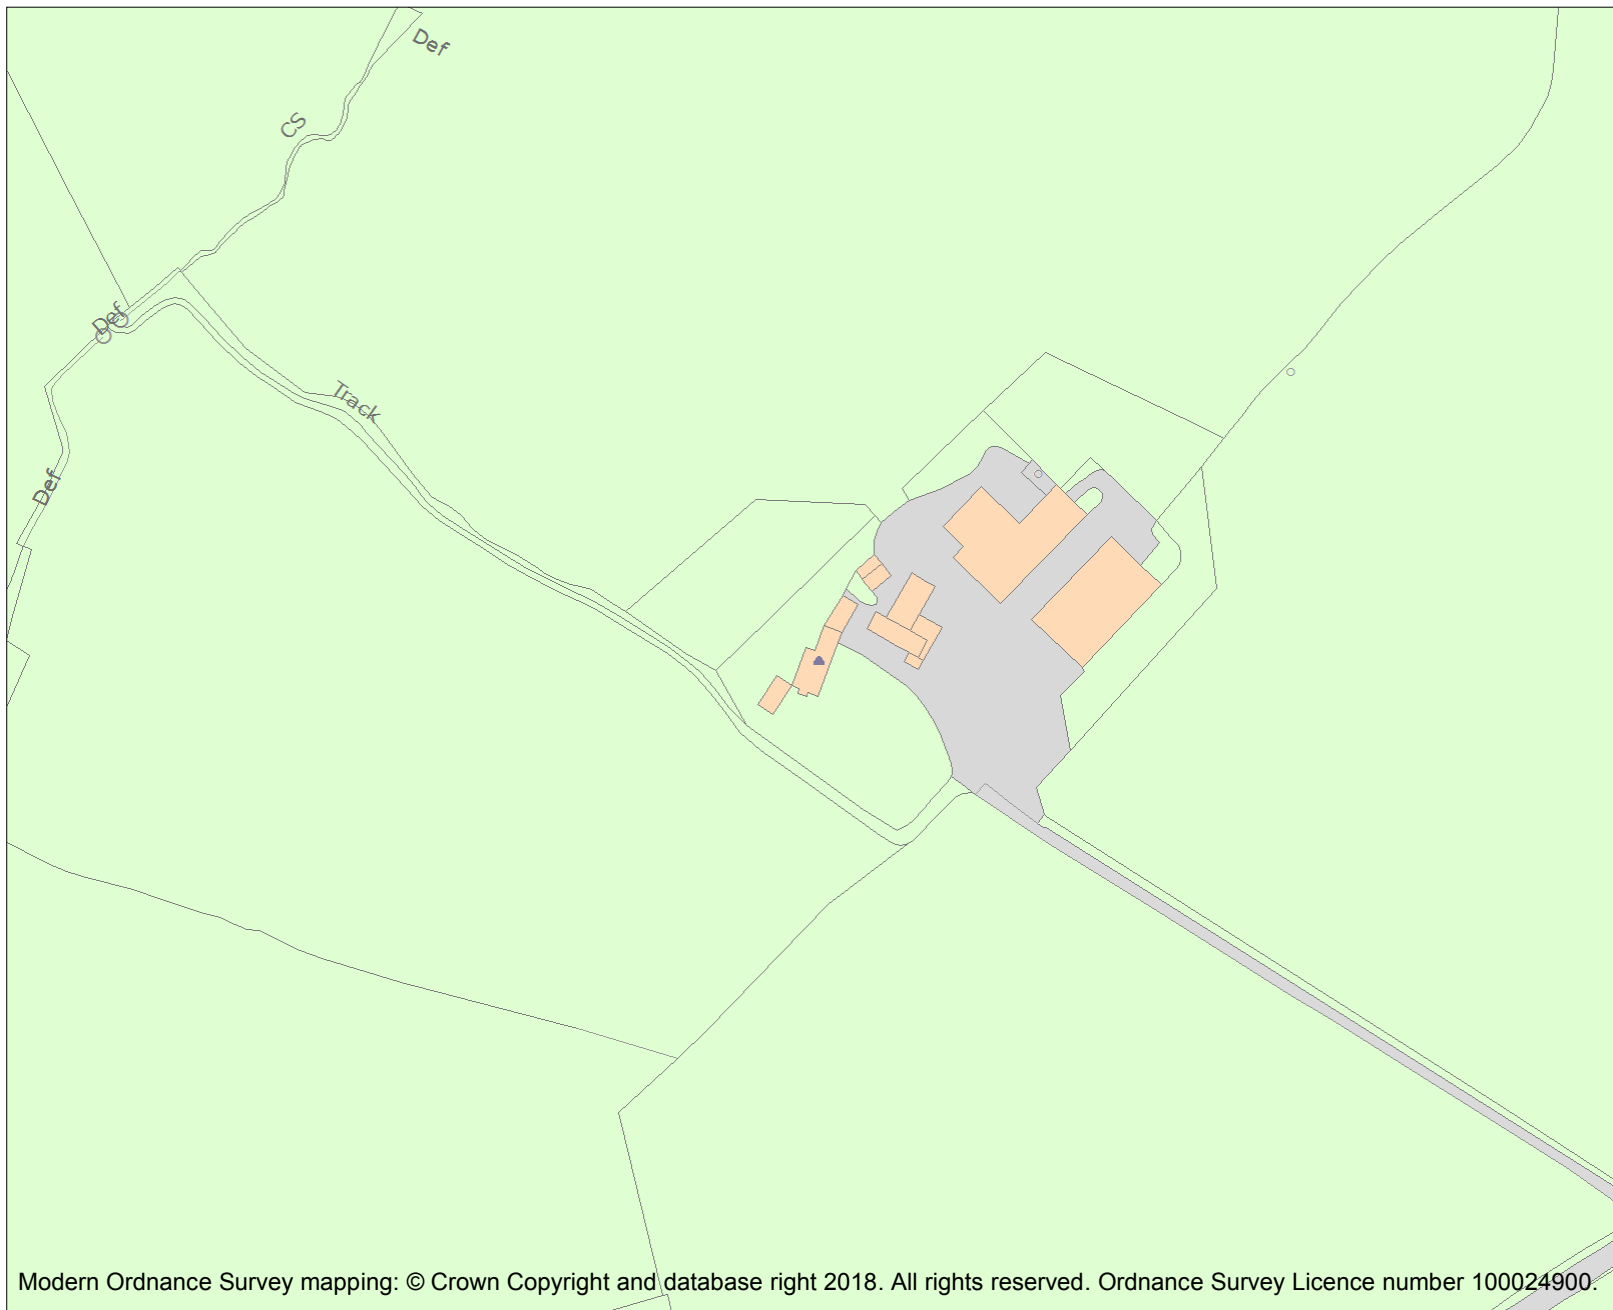 Def
CS
Def
Track
Def
Modern Ordnance Survey mapping: © Crown Copyright and database right 2018. All rights reserved. Ordnance Survey Licence number 100024900.